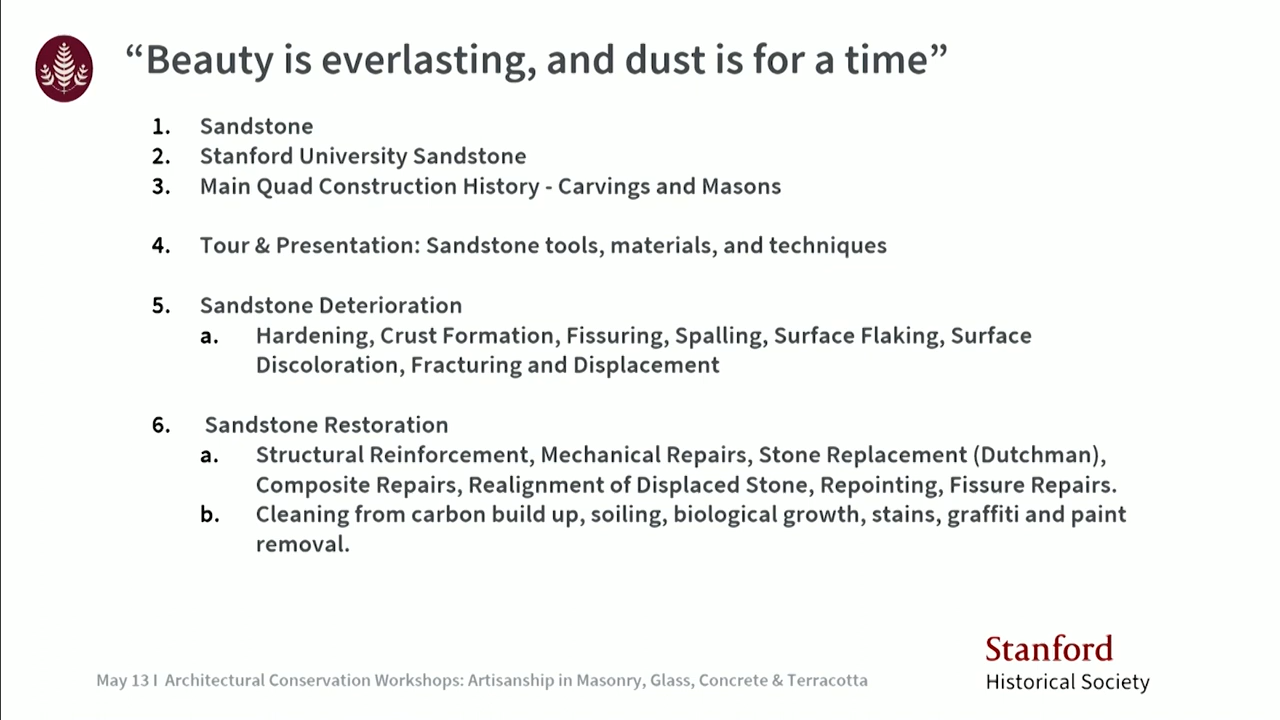 “Beauty is everlasting, and dust is for a time”
1. Sandstone
2. Stanford University Sandstone
3. Main Quad Construction History - Carvings and Masons
4. Tour & Presentation: Sandstone tools, materials, and techniques
5. Sandstone Deterioration
a. Hardening, Crust Formation, Fissuring, Spalling, Surface Flaking, Surface
Discoloration, Fracturing and Displacement
6. Sandstone Restoration
a. Structural Reinforcement, Mechanical Repairs, Stone Replacement (Dutchman),
Composite Repairs, Realignment of Displaced Stone, Repointing, Fissure Repairs.
b. Cleaning from carbon build up, soiling, biological growth, stains, graffiti and paint
removal.
Stanford
Historical Society
May 13 I Architectural Conservation Workshops: Artisanship in Masonry, Glass, Concrete & Terracotta